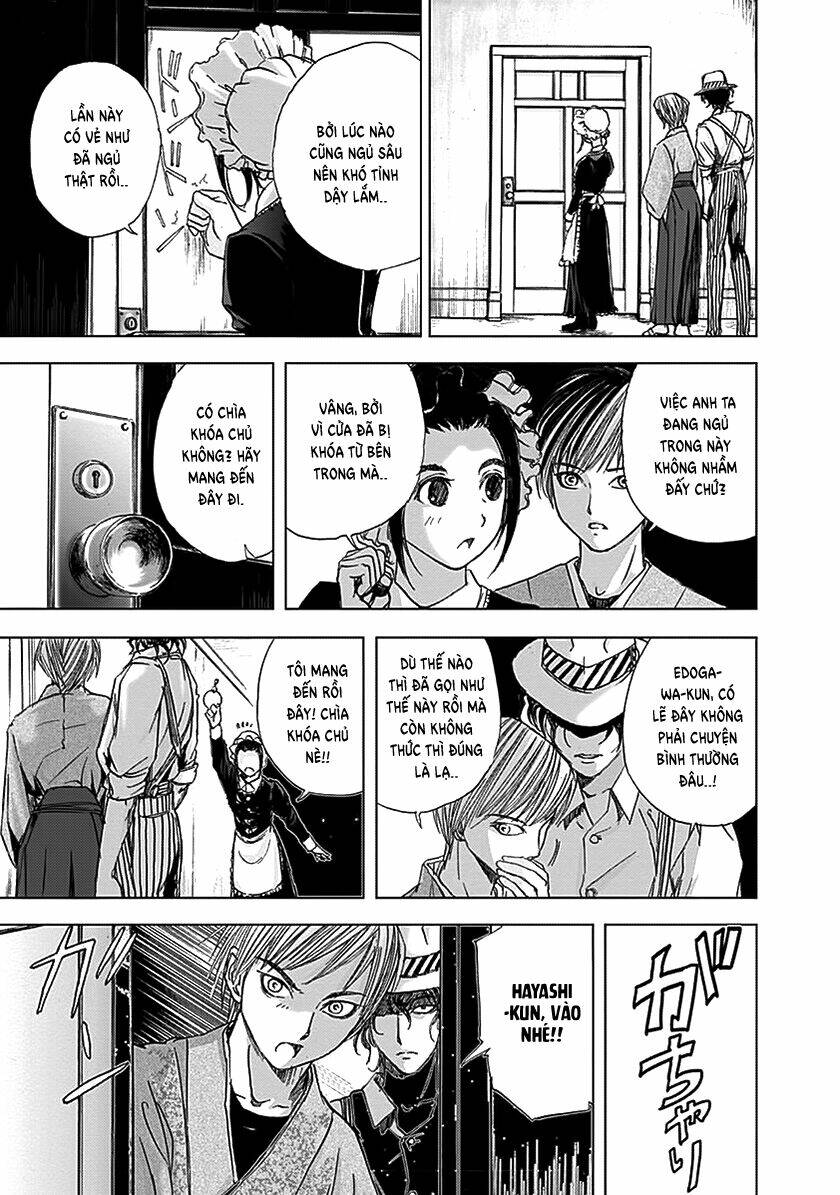 BỞI LÚC NÀO
CŨNG NGỦ SÂU
NÊN KHÓ TỈNH
DẬY LẮM..
LẦN NÀY
CÓ VẺ NHƯ
ĐÃ NGỦ
THẬT RỒI..
VIỆC ANH TA
ĐANG NGỦ
TRONG NÀY
KHÔNG NHẦM
ĐẤY CHỨ?
VÂNG, BỞI
VÌ CỬA ĐÃ BỊ
KHÓA TỪ BÊN
TRONG MÀ..
CÓ CHÌA
KHÓA CHỦ
KHÔNG? HÃY
MANG ĐẾN
ĐÂY ĐI.
EDOGA-
WA-KUN, CÓ
LẼ ĐÂY KHÔNG
PHẢI CHUYỆN
BÌNH THƯỜNG
ĐÂU..!
DÙ THẾ NÀO
THÌ ĐÃ GỌI NHƯ
THẾ NÀY RỒI MÀ
CÒN KHÔNG
THỨC THÌ ĐÚNG
LÀ LẠ..
TÔI MANG
ĐẾN RỒI
ĐÂY! CHÌA
KHÓA CHỦ
NÈ!!
ガちゃり
HAYASHI
-KUN, VÀO
NHÉ!!